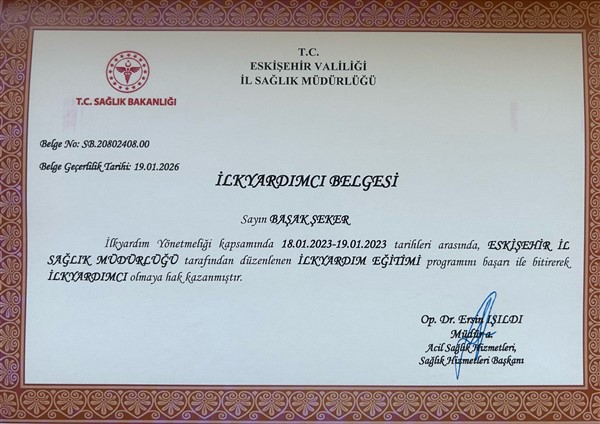 T.C.
ESKİŞEHİR VALİLİĞİ
İL SAĞLIK MÜDÜRLÜĞÜ
T.C. SAĞLIK BAKANLIĞI
Belge No: SB.20802408.00
Belge Geçerlilik Tarihi: 19.01.2026
İLKYARDIMCI BELGESİ
Sayın BAŞAK ŞEKER
İlkyardım Yönetmeliği kapsamında 18.01.2023-19.01.2023 tarihleri arasında, ESKİŞEHİR İL
SAĞLIK MÜDÜRLÜĞÜ tarafından düzenlenen İLKYARDIM EĞİTİMİ programını başarı ile bitirerek
İLKYARDIMCI olmaya hak kazanmıştır.
Op. Dr. Ersin IŞILDI
Müdür a.
Acil Sağlık Hizmetleri,
Sağlık Hizmetleri Başkanı